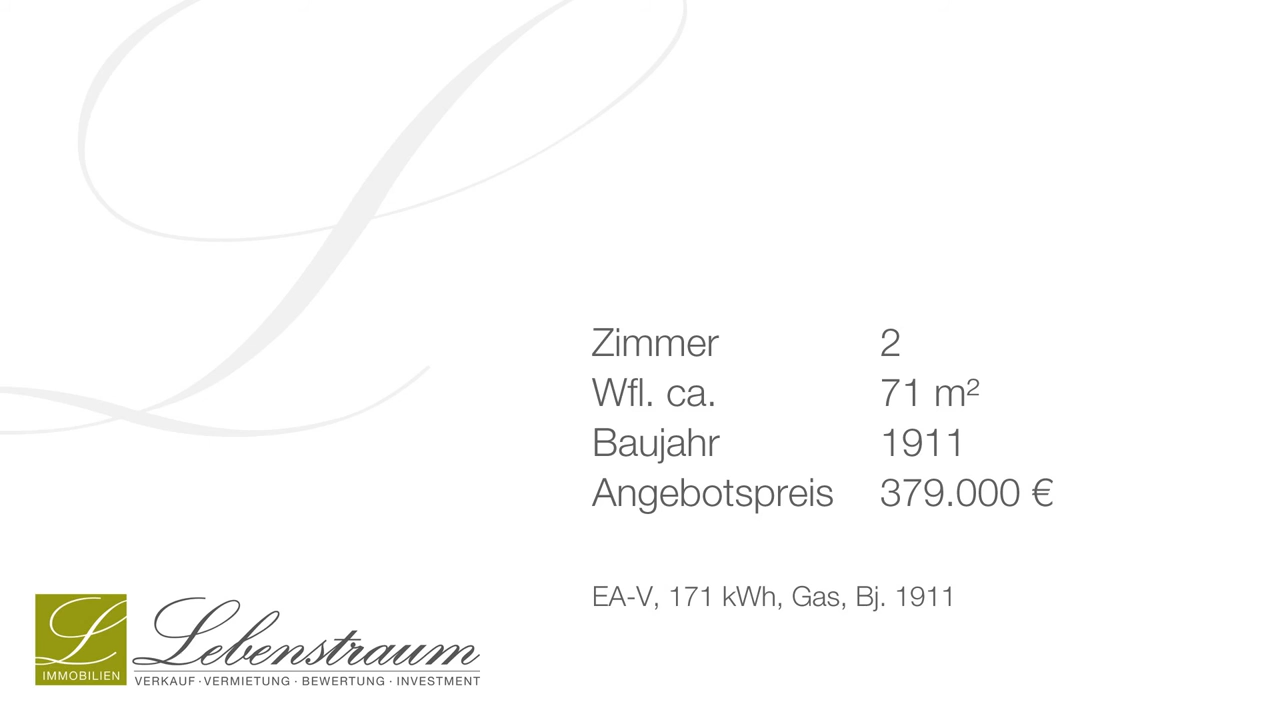 Zimmer 2
Wfl. ca. 71 m²
Baujahr 1911
Angebotspreis 379.000 €
EA-V, 171 kWh, Gas, Bj. 1911
L Lebenstraum
IMMOBILIEN VERKAUF · VERMIETUNG · BEWERTUNG · INVESTMENT